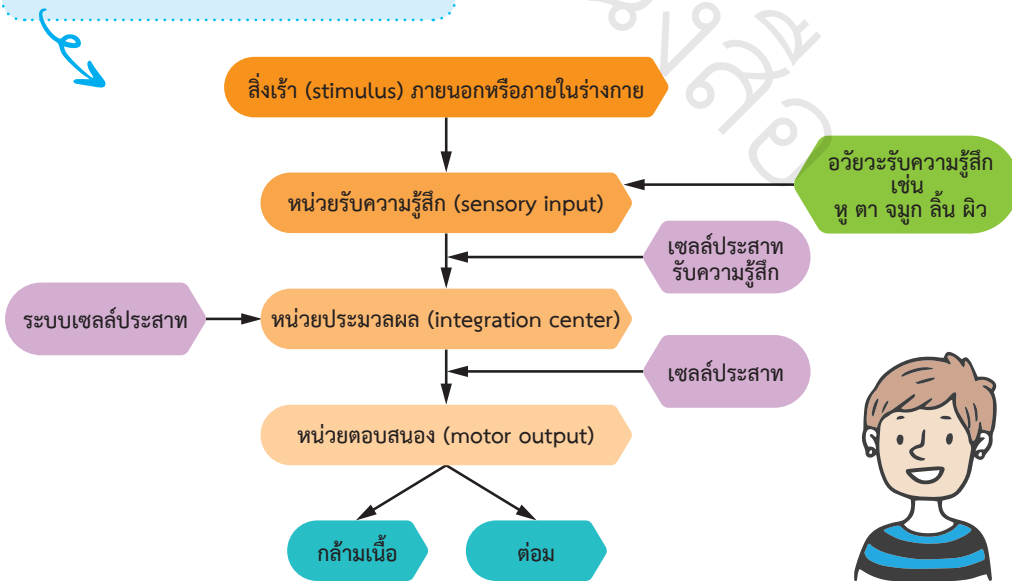 สิ่งเร้า (stimulus) ภายนอกหรือภายในร่างกาย
อวัยวะรับความรู้สึก
เช่น
หู ตา จมูก ลิ้น ผิว
หน่วยรับความรู้สึก (sensory input)
เซลล์ประสาท
รับความรู้สึก
ระบบเซลล์ประสาท
หน่วยประมวลผล (integration center)
เซลล์ประสาท
หน่วยตอบสนอง (motor output)
กล้ามเนื้อ
ต่อม